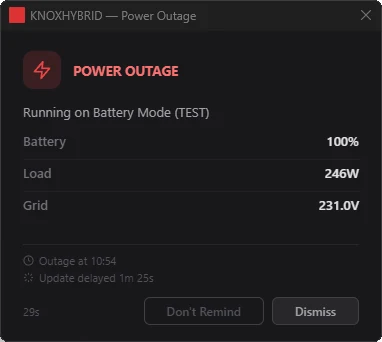 KNOXHYBRID — Power Outage
POWER OUTAGE
Running on Battery Mode (TEST)
Battery 100%
Load 246W
Grid 231.0V
Outage at 10:54
Update delayed 1m 25s
29s Don't Remind Dismiss